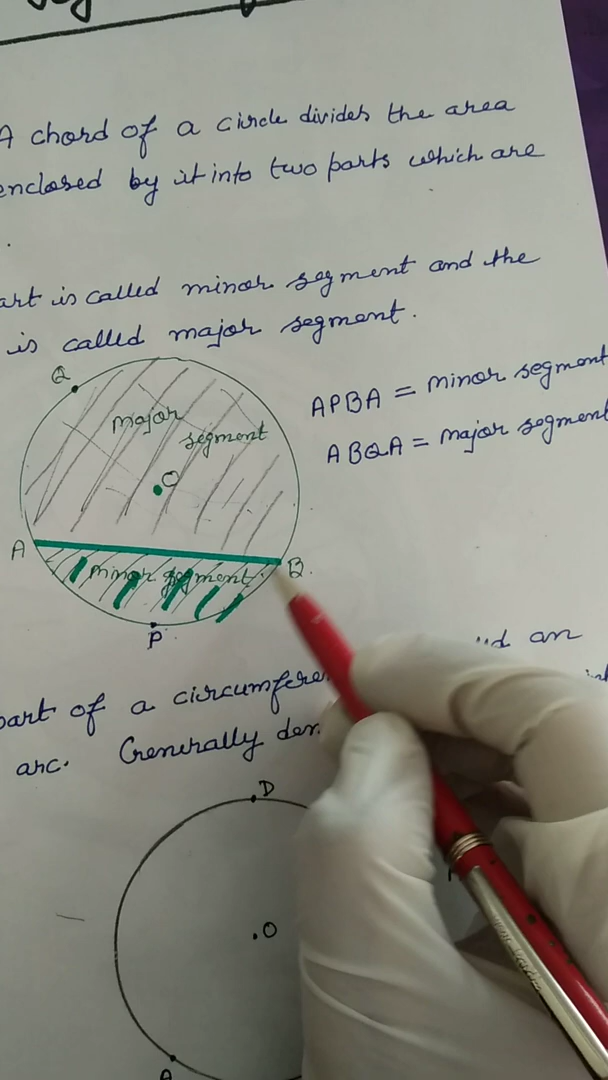 A chord of a circle divides the area
enclosed by it into two parts which are
.
art is called minor segment and the
is called major segment.
Q
major
segment
APBA = minor segment
ABQA = major segment
O
A
minor segment
B.
P
an
part of a circumfere
arc. Generally den
D
.O
A